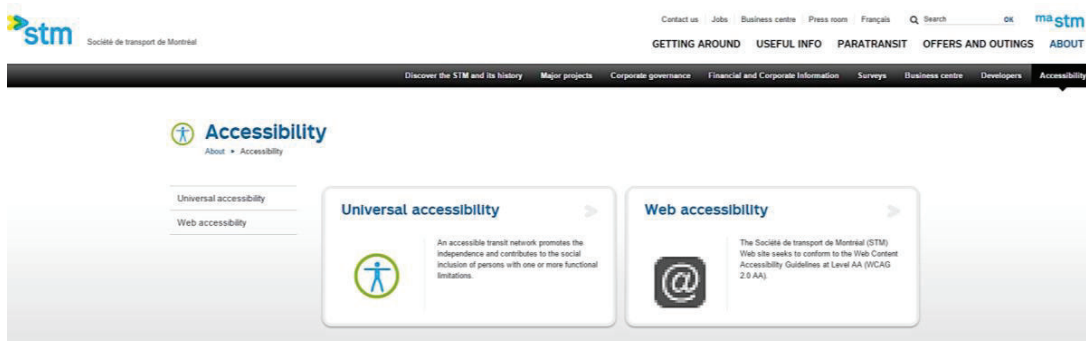 Contact us Jobs Business centre Press room Français Search OK ma stm
stm Société de transport de Montréal
GETTING AROUND USEFUL INFO PARATRANSIT OFFERS AND OUTINGS ABOUT
Discover the STM and its history Major projects Corporate governance Financial and Corporate Information Surveys Business centre Developers Accessibility
Accessibility
About ▸ Accessibility
Universal accessibility
Web accessibility
Universal accessibility
An accessible transit network promotes the
independence and contributes to the social
inclusion of persons with one or more functional
limitations.
Web accessibility
@
The Société de transport de Montréal (STM)
Web site seeks to conform to the Web Content
Accessibility Guidelines at Level AA (WCAG
2.0 AA).